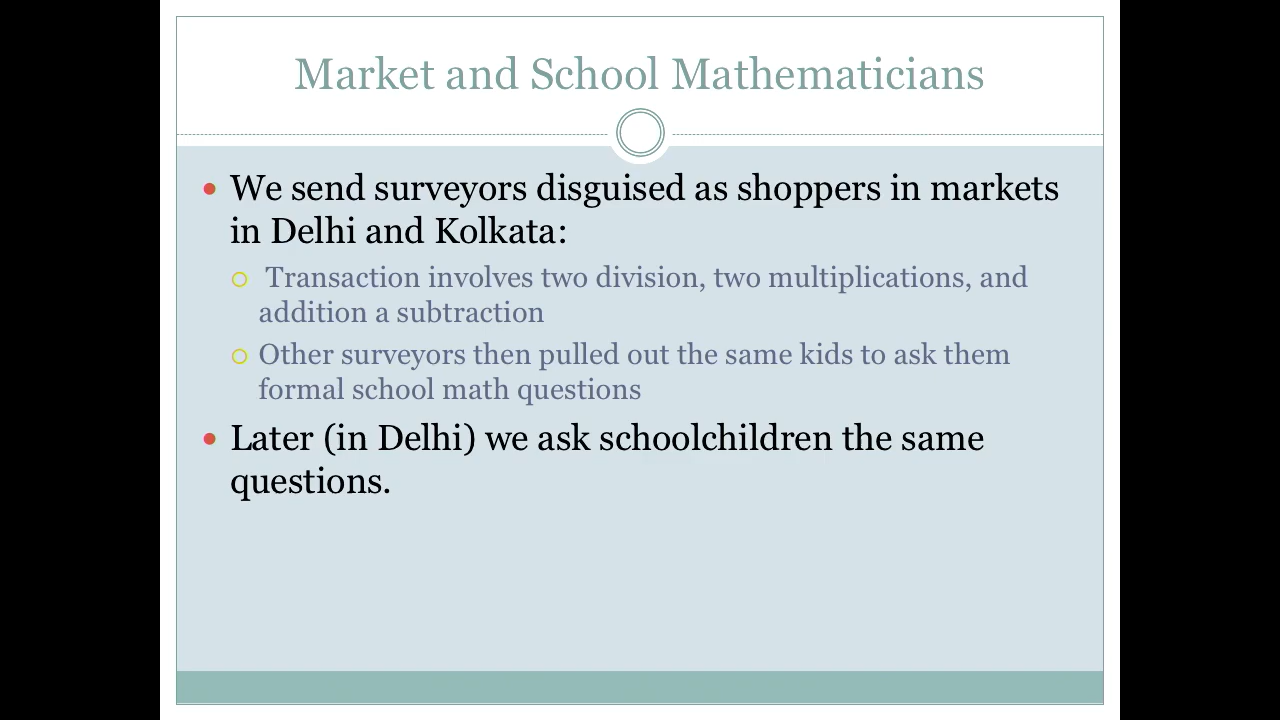 Market and School Mathematicians
We send surveyors disguised as shoppers in markets
in Delhi and Kolkata:
Transaction involves two division, two multiplications, and
addition a subtraction
Other surveyors then pulled out the same kids to ask them
formal school math questions
Later (in Delhi) we ask schoolchildren the same
questions.